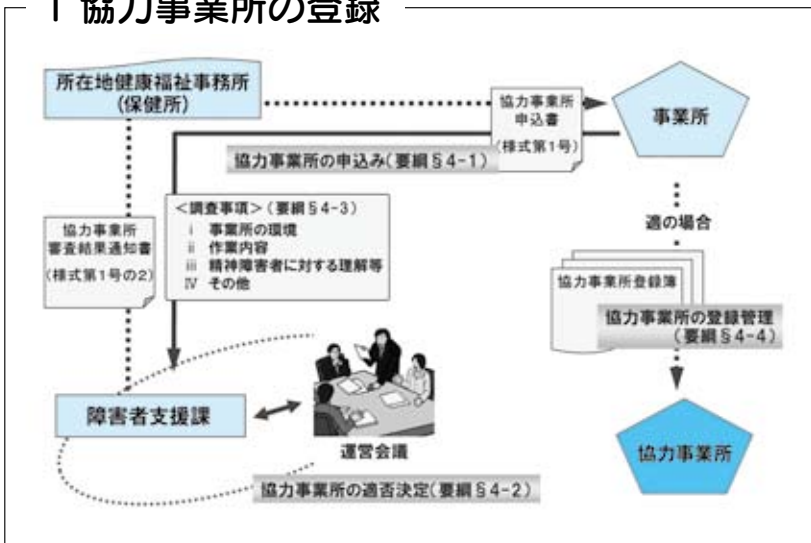 1 協力事業所の登録
所在地健康福祉事務所
(保健所)
協力事業所
申込書
(様式第1号)
事業所
協力事業所の申込み(要綱§4-1)
<調査事項>(要綱§4-3)
ⅰ 事業所の環境
ⅱ 作業内容
ⅲ 精神障害者に対する理解等
Ⅳ その他
協力事業所
審査結果通知書
(様式第1号の2)
適の場合
協力事業所登録簿
協力事業所の登録管理
(要綱§4-4)
障害者支援課
運営会議
協力事業所
協力事業所の適否決定(要綱§4-2)